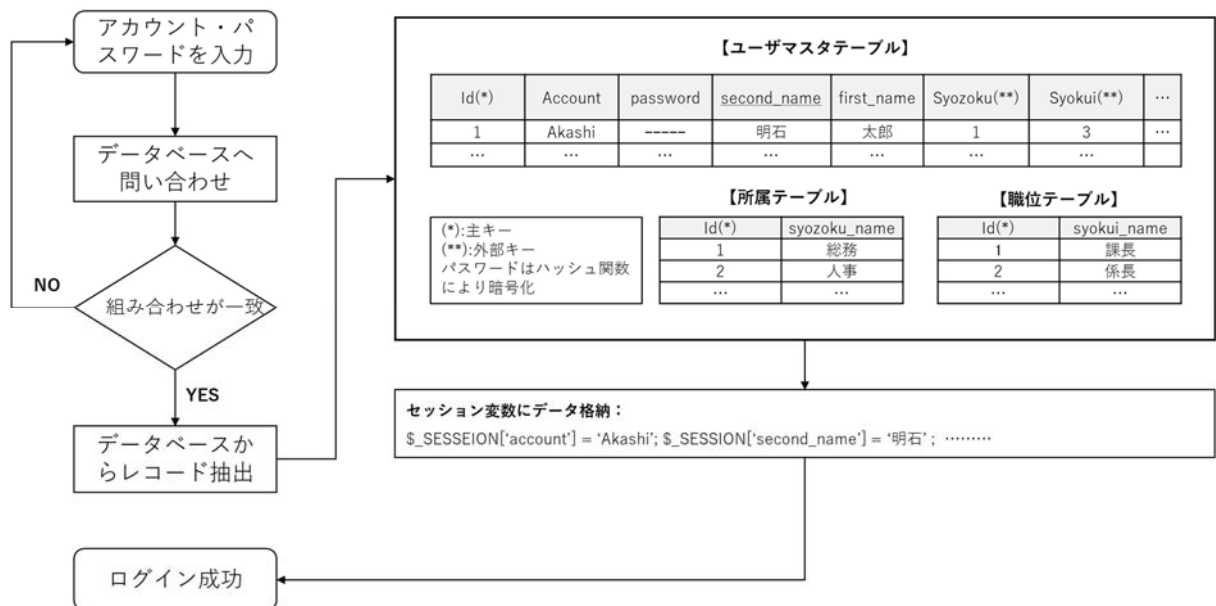 アカウント・パ
スワードを入力
データベースへ
問い合わせ
NO
組み合わせが一致
YES
データベースか
らレコード抽出
ログイン成功
【ユーザマスタテーブル】
Id(*) Account password second_name first_name Syozoku(**) Syokui(**) …
1 Akashi ----- 明石 太郎 1 3 …
… … … … … … …
(*):主キー
(**):外部キー
パスワードはハッシュ関数
により暗号化
【所属テーブル】
Id(*) syozoku_name
1 総務
2 人事
… …
【職位テーブル】
Id(*) syokui_name
1 課長
2 係長
… …
セッション変数にデータ格納：
$_SESSEION[‘account’] = ‘Akashi’; $_SESSION[‘second_name’] = ‘明石’ ; ………